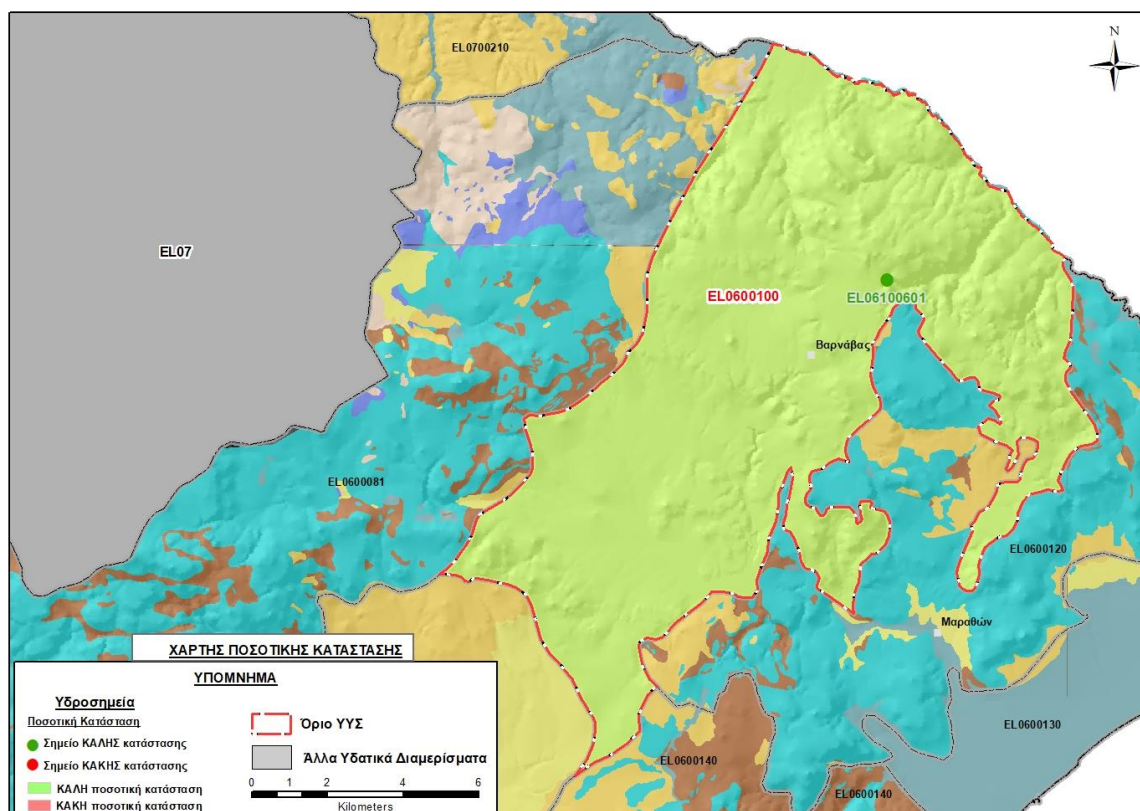 N
EL0700210
EL07
EL0600100
EL06100601
Βαρνάβας
EL0600081
EL0600120
Μαραθών
EL0600130
EL0600140
EL0600140
ΧΑΡΤΗΣ ΠΟΣΟΤΙΚΗΣ ΚΑΤΑΣΤΑΣΗΣ
ΥΠΟΜΝΗΜΑ
Υδροσημεία
Ποσοτική Κατάσταση
Σημείο ΚΑΛΗΣ κατάστασης
Σημείο ΚΑΚΗΣ κατάστασης
ΚΑΛΗ ποσοτική κατάσταση
ΚΑΚΗ ποσοτική κατάσταση
Όριο ΥΥΣ
Άλλα Υδατικά Διαμερίσματα
0 1 2 4 6
Kilometers